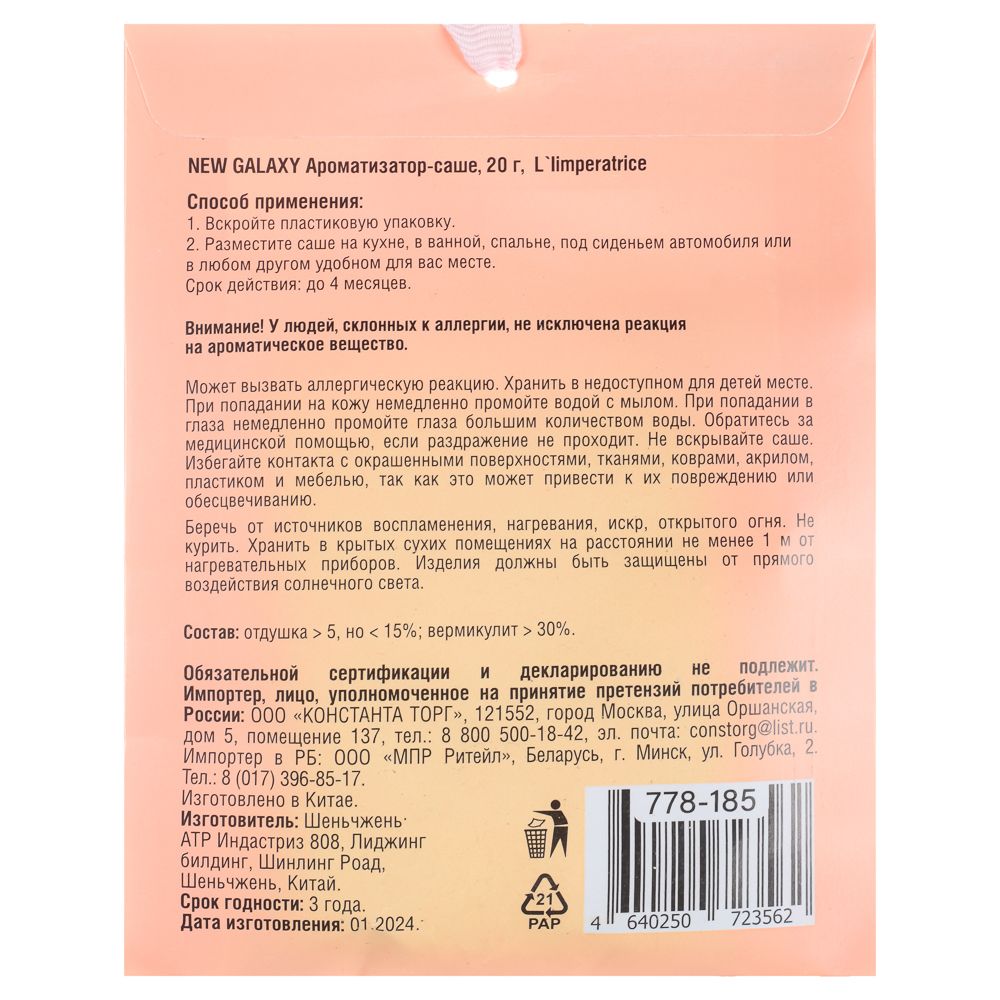 NEW GALAXY Ароматизатор-саше, 20 г, L`Iimperatrice
Способ применения:
1. Вскройте пластиковую упаковку.
2. Разместите саше на кухне, в ванной, спальне, под сиденьем автомобиля или
в любом другом удобном для вас месте.
Срок действия: до 4 месяцев.
Внимание! У людей, склонных к аллергии, не исключена реакция
на ароматическое вещество.
Может вызвать аллергическую реакцию. Хранить в недоступном для детей месте.
При попадании на кожу немедленно промойте водой с мылом. При попадании в
глаза немедленно промойте глаза большим количеством воды. Обратитесь за
медицинской помощью, если раздражение не проходит. Не вскрывайте саше.
Избегайте контакта с окрашенными поверхностями, тканями, коврами, акрилом,
пластиком и мебелью, так как это может привести к их повреждению или
обесцвечиванию.
Беречь от источников воспламенения, нагревания, искр, открытого огня. Не
курить. Хранить в крытых сухих помещениях на расстоянии не менее 1 м от
нагревательных приборов. Изделия должны быть защищены от прямого
воздействия солнечного света.
Состав: отдушка > 5, но < 15%; вермикулит > 30%.
Обязательной сертификации и декларированию не подлежит.
Импортер, лицо, уполномоченное на принятие претензий потребителей в
России: ООО «КОНСТАНТА ТОРГ», 121552, город Москва, улица Оршанская,
дом 5, помещение 137, тел.: 8 800 500-18-42, эл. почта: constorg@list.ru.
Импортер в РБ: ООО «МПР Ритейл», Беларусь, г. Минск, ул. Голубка, 2.
Тел.: 8 (017) 396-85-17.
Изготовлено в Китае.
Изготовитель: Шеньчжень
АТР Индастриз 808, Лиджинг
билдинг, Шинлинг Роад,
Шеньчжень, Китай.
Срок годности: 3 года.
Дата изготовления: 01.2024.
21
PAP
778-185
4 640250 723562